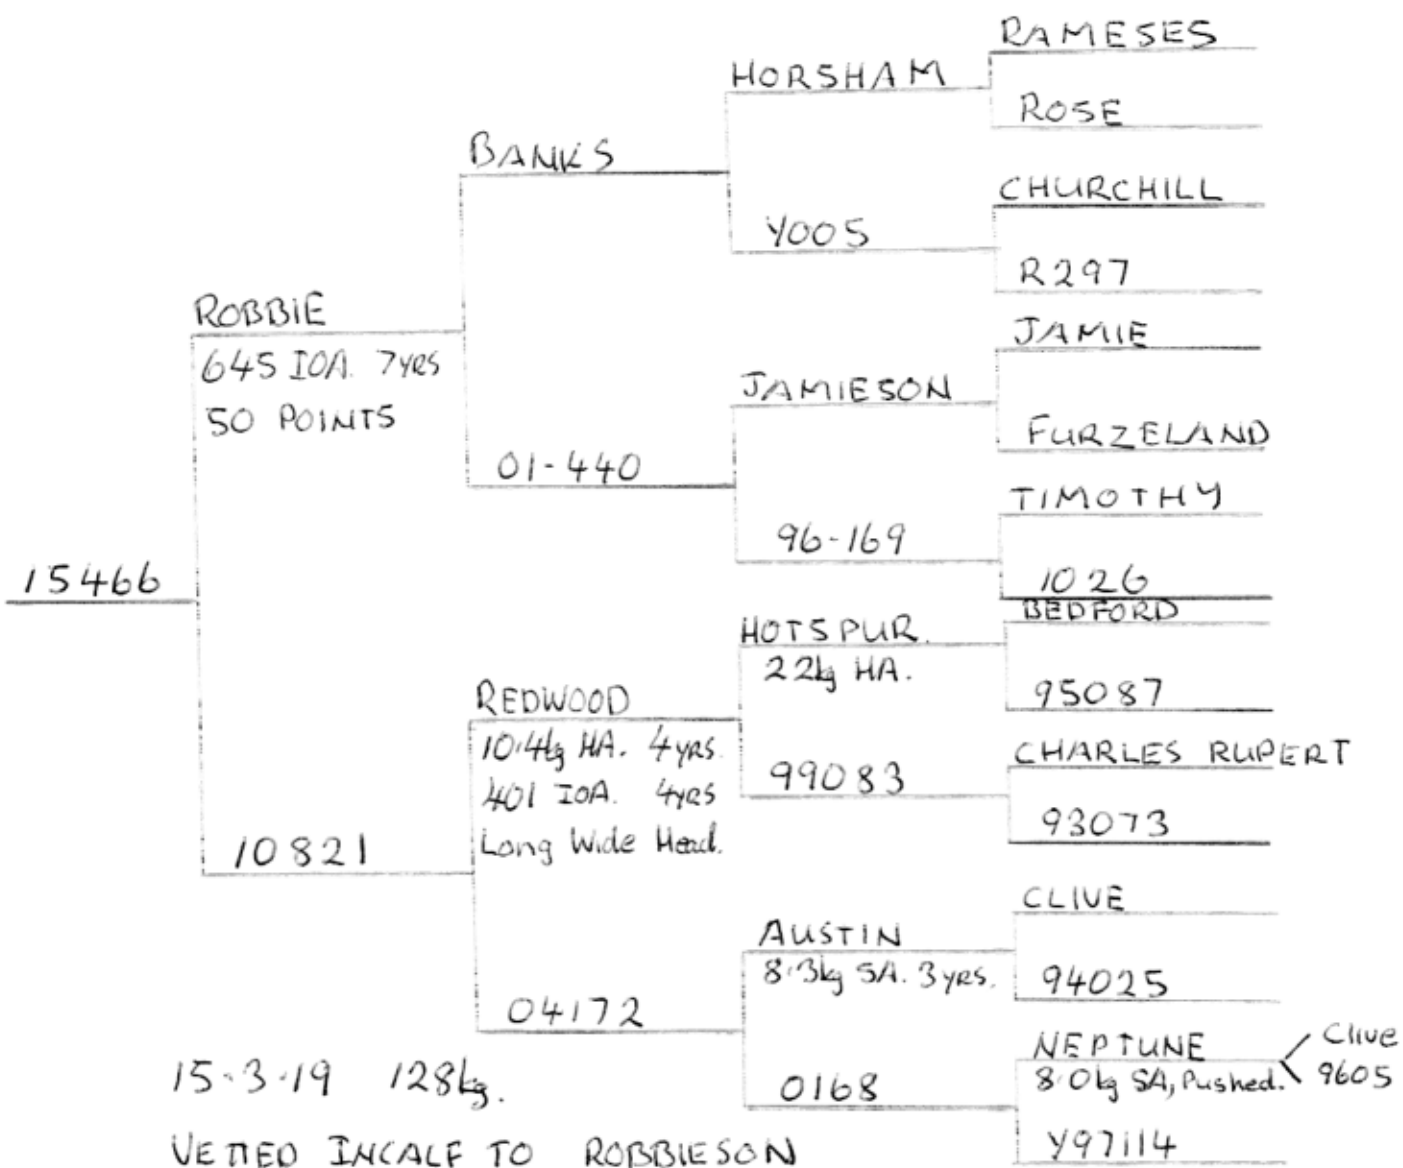 RAMESES
HORSHAM
ROSE
BANKS
CHURCHILL
Y005
R297
ROBBIE
JAMIE
645 IOA. 7YRS
JAMIESON
50 POINTS
FURZELAND
01-440
TIMOTHY
96-169
15466
1026
BEDFORD
HOTSPUR.
22kg HA.
95087
REDWOOD
10.4kg HA. 4YRS.
CHARLES RUPERT
99083
401 IOA. 4YRS
93073
Long Wide Head.
10821
CLIVE
AUSTIN
8.3kg SA. 3YRS.
94025
04172
NEPTUNE
Clive
8.0kg SA, Pushed.
9605
15.3.19 128kg.
0168
Y97114
VETTED INCALF TO ROBBIESON